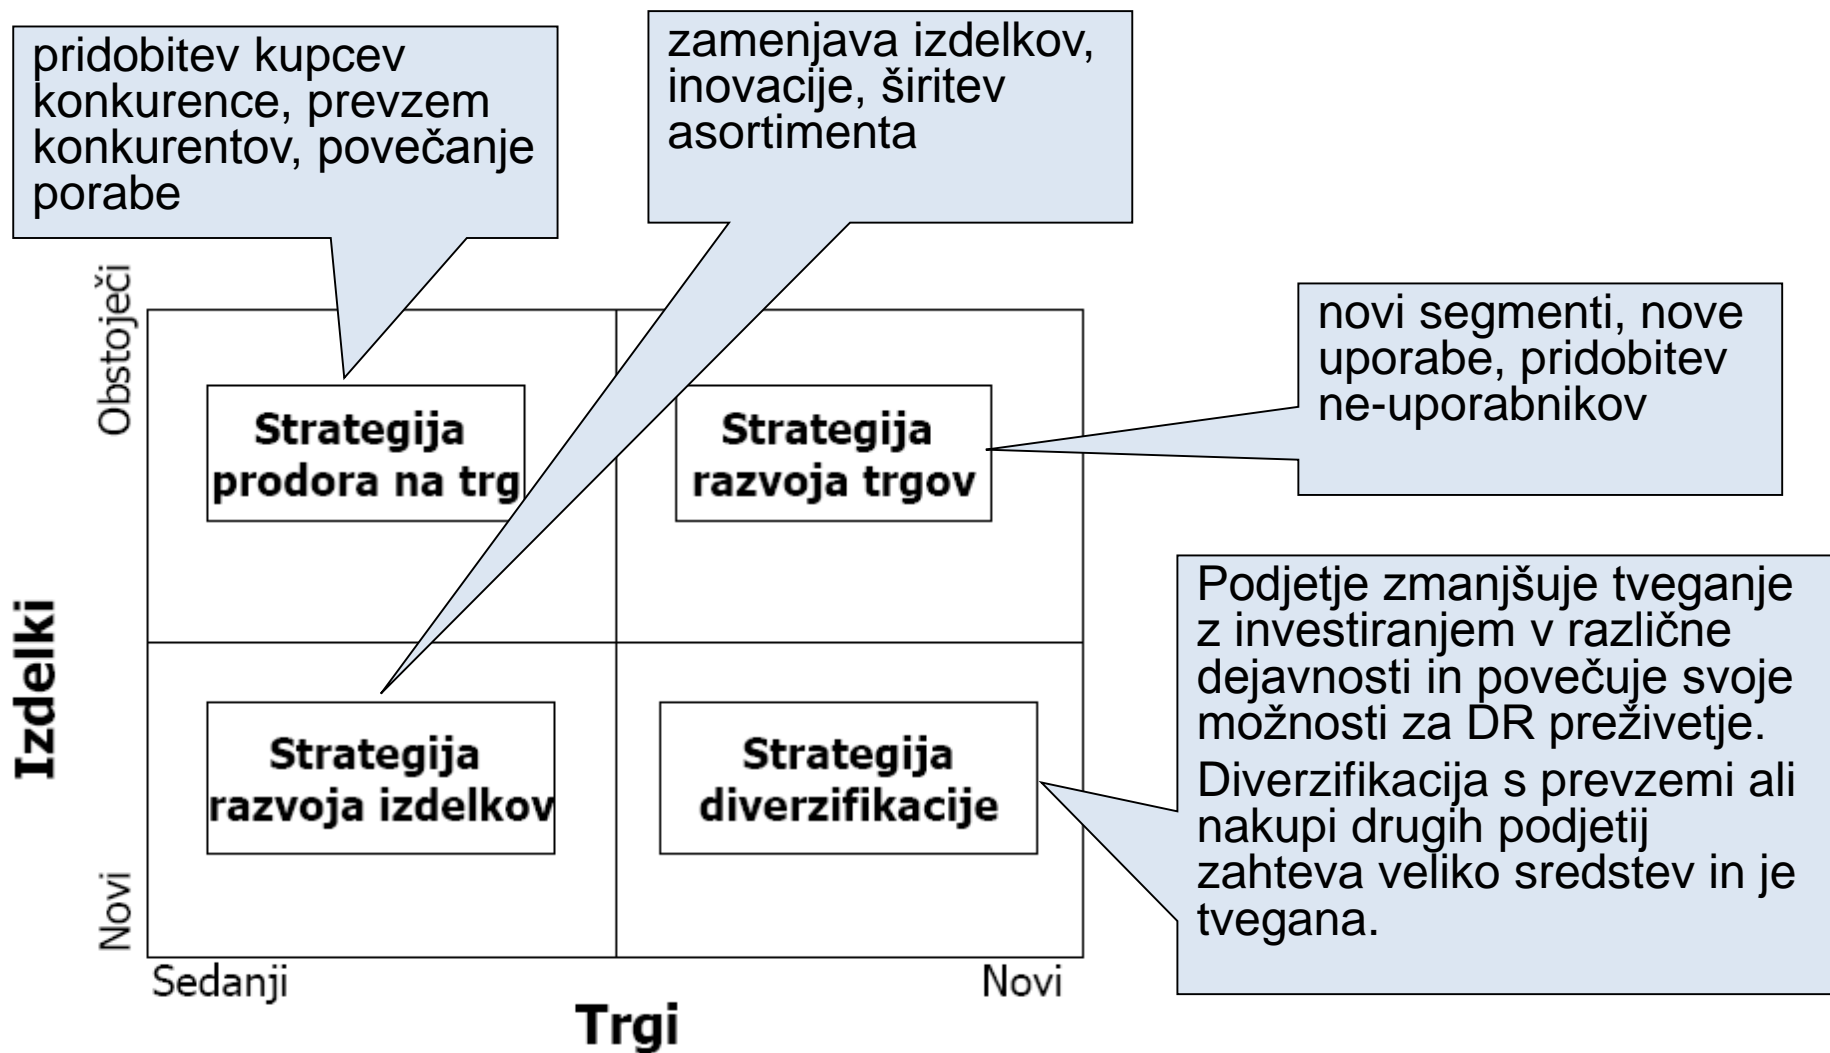 pridobitev kupcev
konkurence, prevzem
konkurentov, povečanje
porabe
zamenjava izdelkov,
inovacije, širitev
asortimenta
novi segmenti, nove
uporabe, pridobitev
ne-uporabnikov
Podjetje zmanjšuje tveganje
z investiranjem v različne
dejavnosti in povečuje svoje
možnosti za DR preživetje.
Diverzifikacija s prevzemi ali
nakupi drugih podjetij
zahteva veliko sredstev in je
tvegana.
Izdelki
Obstoječi
Novi
Strategija
prodora na trg
Strategija
razvoja trgov
Strategija
razvoja izdelkov
Strategija
diverzifikacije
Sedanji
Novi
Trgi